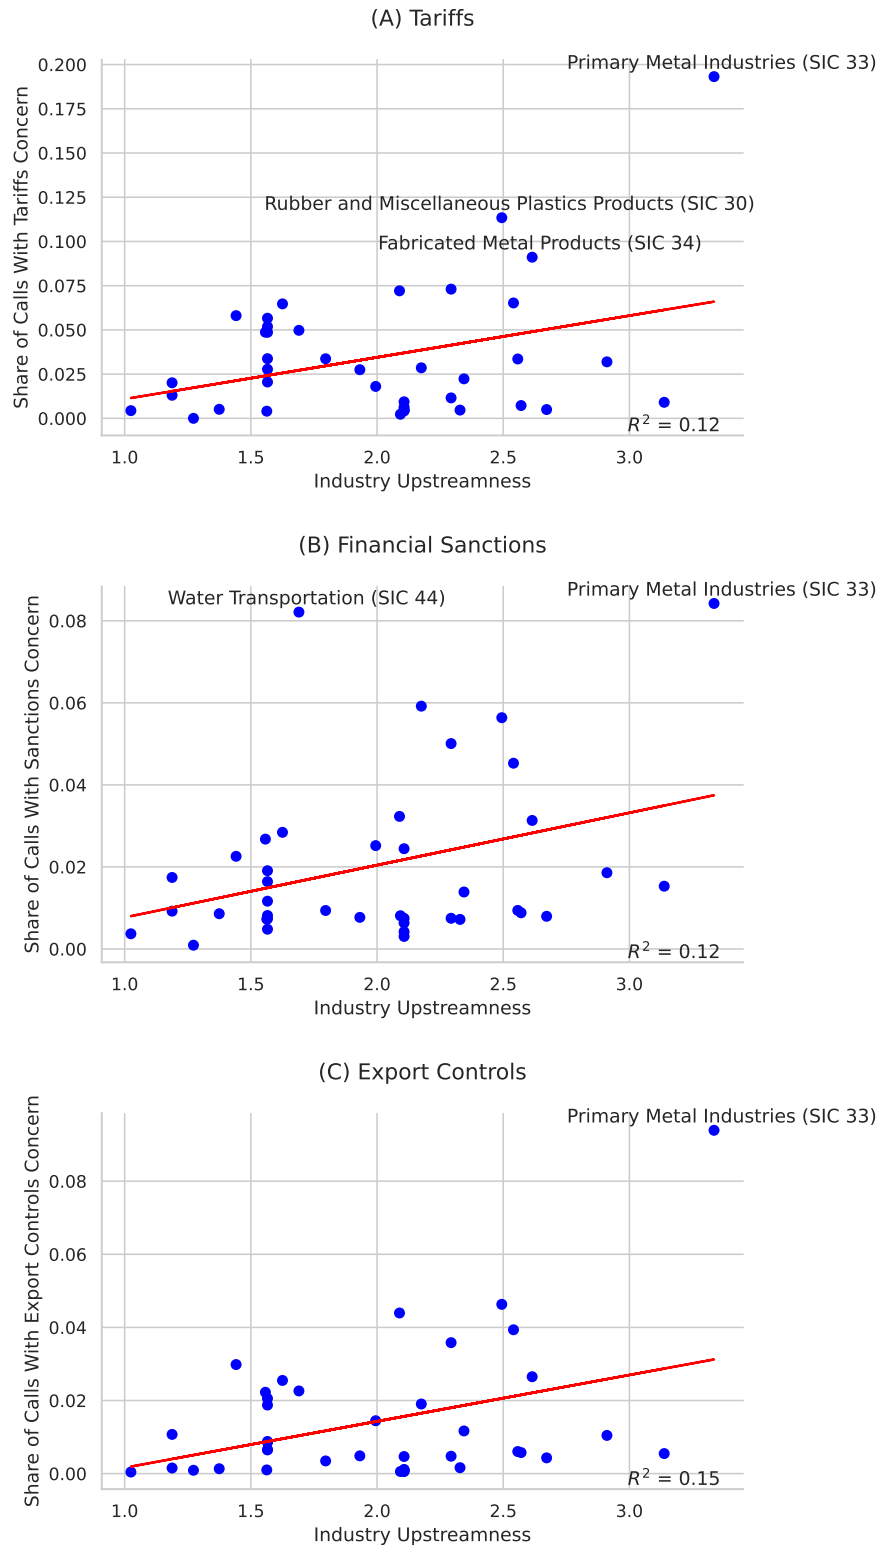 (A) Tariffs
Primary Metal Industries (SIC 33)
Rubber and Miscellaneous Plastics Products (SIC 30)
Fabricated Metal Products (SIC 34)
Share of Calls With Tariffs Concern
0.200
0.175
0.150
0.125
0.100
0.075
0.050
0.025
0.000
R² = 0.12
1.0 1.5 2.0 2.5 3.0
Industry Upstreamness
(B) Financial Sanctions
Primary Metal Industries (SIC 33)
Water Transportation (SIC 44)
Share of Calls With Sanctions Concern
0.08
0.06
0.04
0.02
0.00
R² = 0.12
1.0 1.5 2.0 2.5 3.0
Industry Upstreamness
(C) Export Controls
Primary Metal Industries (SIC 33)
Share of Calls With Export Controls Concern
0.08
0.06
0.04
0.02
0.00
R² = 0.15
1.0 1.5 2.0 2.5 3.0
Industry Upstreamness